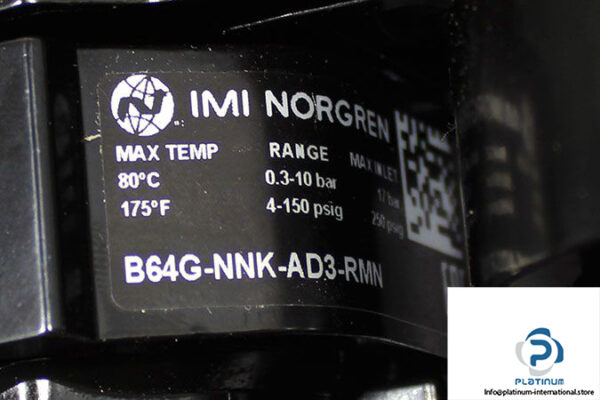 IMI NORGREN
MAX TEMP RANGE MAX INLET
80°C 0.3-10 bar 17 bar
175°F 4-150 psig 250 psig
B64G-NNK-AD3-RMN
PLATINUM
Info@platinum-international.store